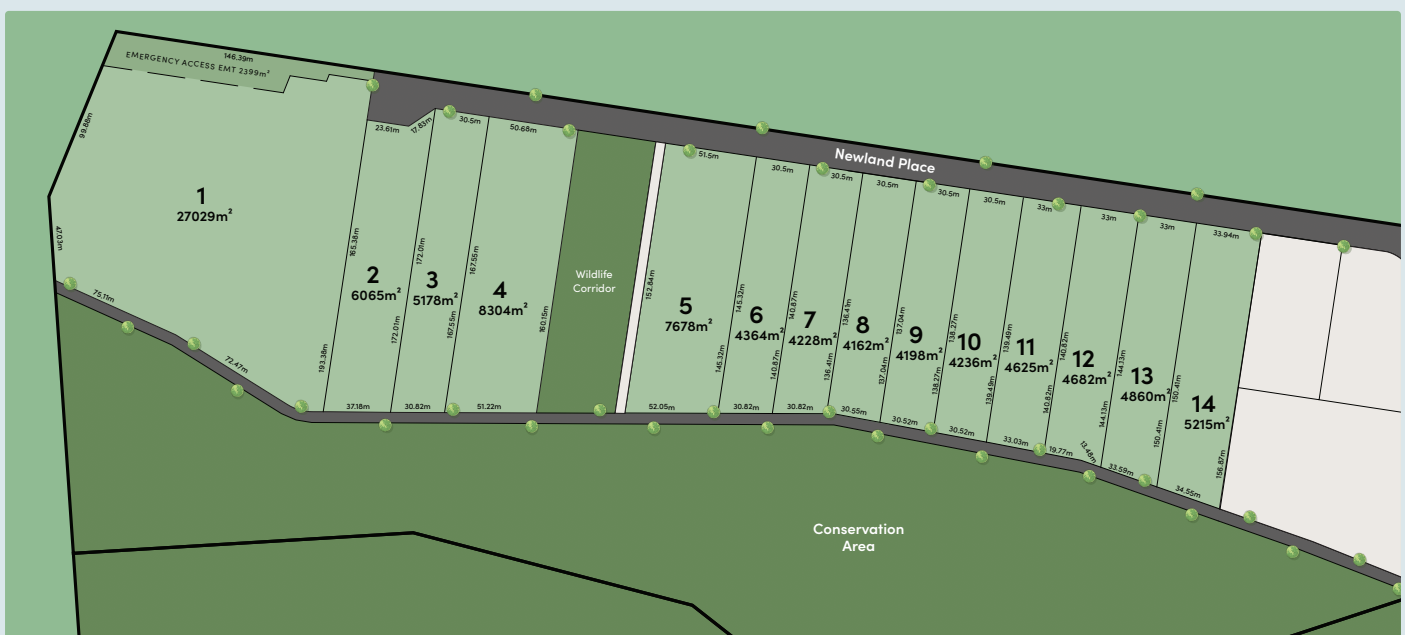 146.39m
EMERGENCY ACCESS EMT 2399m²
99.88m
1
27029m²
47.03m
75.11m
72.47m
23.61m
17.83m
30.5m
50.68m
165.38m
193.38m
2
6065m²
172.01m
172.01m
3
5178m²
167.55m
167.55m
4
8304m²
160.15m
37.18m
30.82m
51.22m
Wildlife
Corridor
Newland Place
51.5m
30.5m
30.5m
30.5m
30.5m
30.5m
33m
33m
33m
33.94m
152.84m
5
7678m²
145.32m
145.32m
6
4364m²
140.87m
140.87m
7
4228m²
136.41m
136.41m
8
4162m²
137.04m
137.04m
9
4198m²
138.27m
138.27m
10
4236m²
139.49m
139.49m
11
4625m²
140.82m
140.82m
12
4682m²
144.13m
144.13m
13
4860m²
150.41m
150.41m
14
5215m²
156.87m
52.05m
30.82m
30.82m
30.55m
30.52m
30.52m
33.03m
19.77m
13.48m
33.59m
34.55m
Conservation
Area